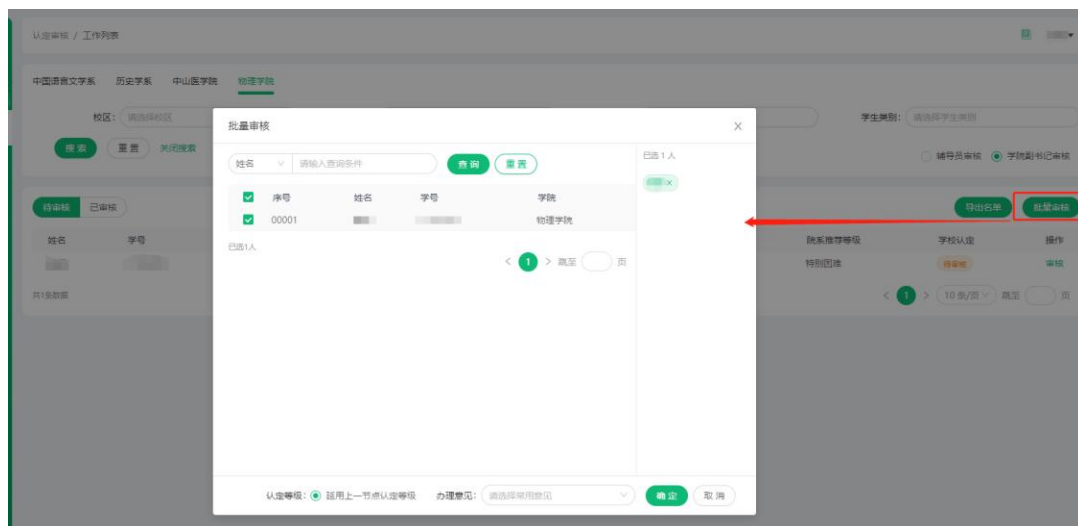 认定审核 / 工作列表
中国语言文学系 历史学系 中山医学院 物理学院
校区: 请选择校区
学生类别: 请选择学生类别
搜索 重置 关闭搜索
辅导员审核 学院副书记审核
待审核 已审核
导出名单 批量审核
姓名 学号 院系推荐等级 学校认定 操作
特别困难 待审核 审核
共1条数据
1 10 条/页 跳至 页
批量审核
姓名 请输入查询条件 查询 重置
序号 姓名 学号 学院
00001 物理学院
已选1人
1 跳至 页
已选 1 人
认定等级: 延用上一节点认定等级 办理意见: 请选择常用意见 确定 取消